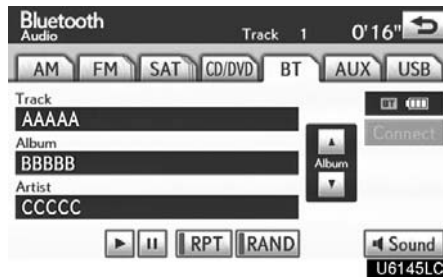 Bluetooth
Audio
Track 1 0'16"
AM FM SAT CD/DVD BT AUX USB
Track
AAAAA
Album
BBBBB
Artist
CCCCC
Album
Connect
RPT RAND
Sound
U6145LC